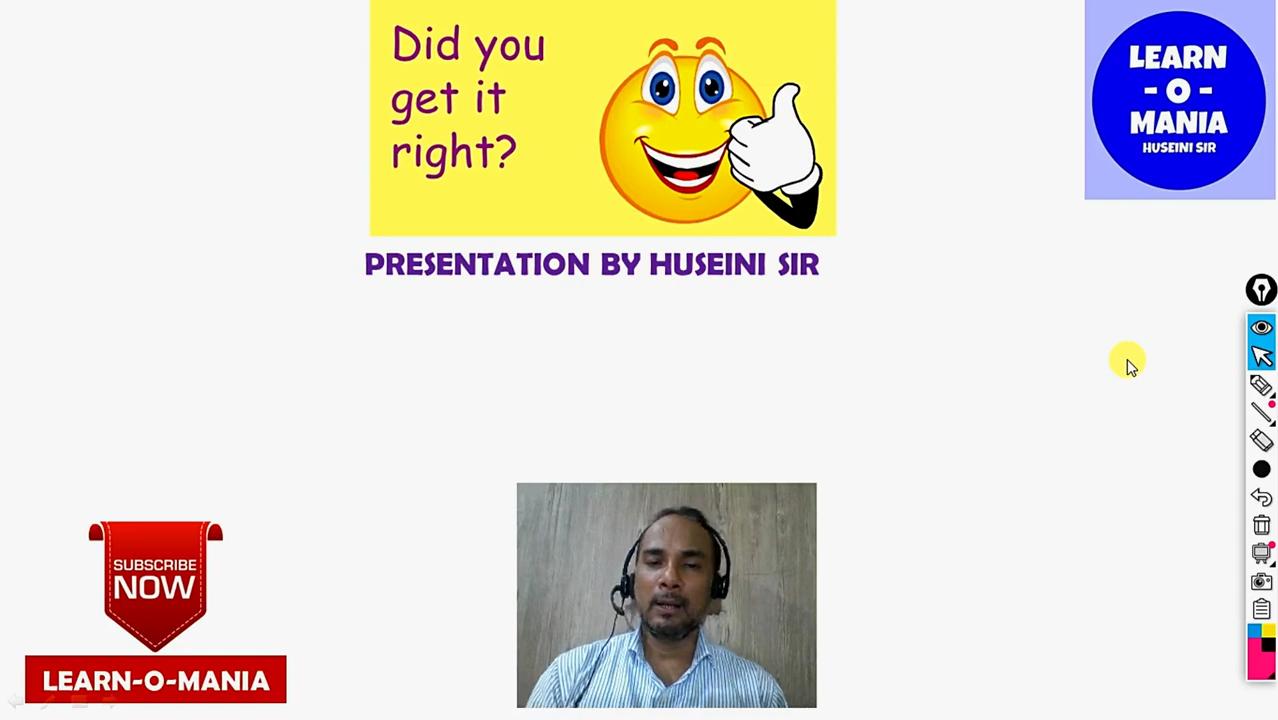 Did you
get it
right?
LEARN
- O -
MANIA
HUSEINI SIR
PRESENTATION BY HUSEINI SIR
SUBSCRIBE
NOW
LEARN-O-MANIA